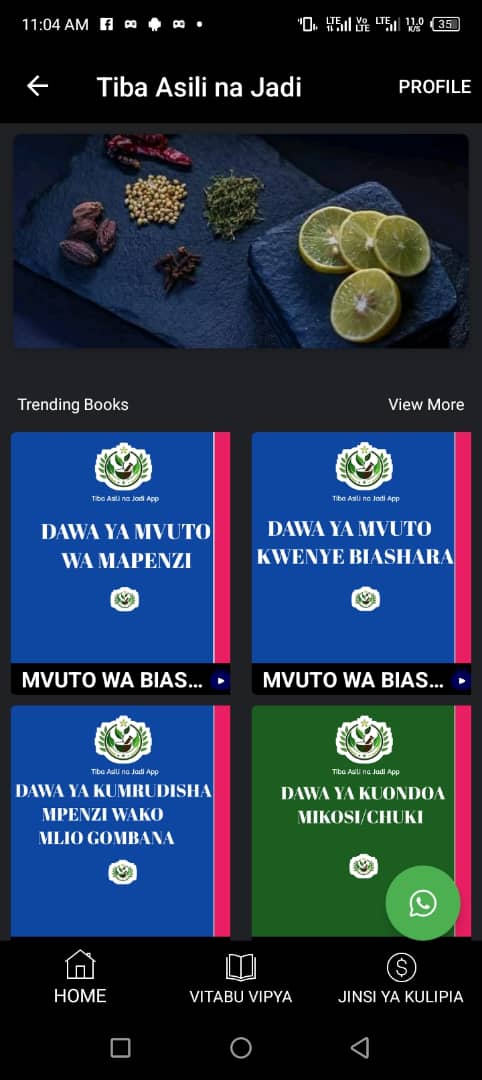 11:04 AM
LTE Vo LTE LTE 11.0 K/S 35
Tiba Asili na Jadi
PROFILE
Trending Books
View More
Tiba Asili na Jadi App
DAWA YA MVUTO
WA MAPENZI
MVUTO WA BIAS...
Tiba Asili na Jadi App
DAWA YA MVUTO
KWENYE BIASHARA
MVUTO WA BIAS...
Tiba Asili na Jadi App
DAWA YA KUMRUDISHA
MPENZI WAKO
MLIO GOMBANA
Tiba Asili na Jadi App
DAWA YA KUONDOA
MIKOSI/CHUKI
HOME
VITABU VIPYA
JINSI YA KULIPIA